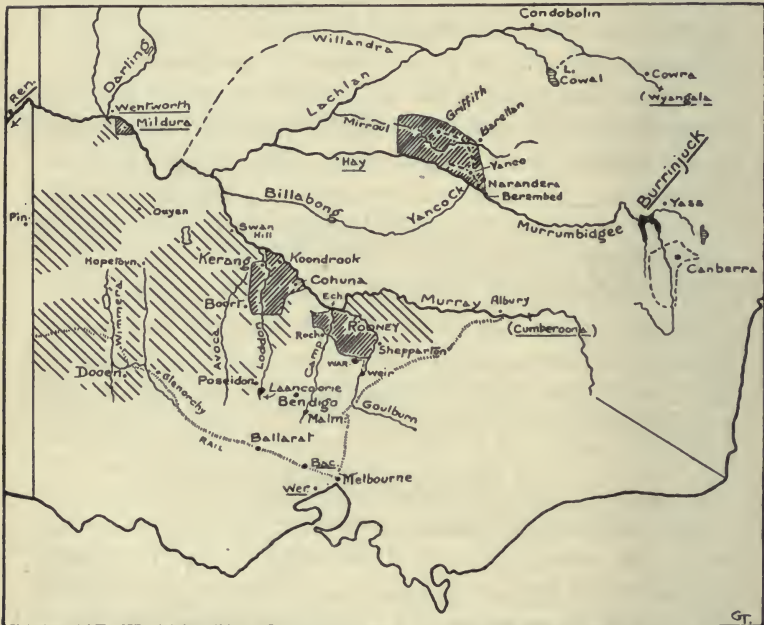 Condobolin
Willandra
Darling
L.
Cowal
Cowra
(Wyangala)
Ren.
Lachlan
Wentworth
Mildura
Griffith
Mirroul
Barellan
Hay
Yanco
Narandera
Berembed
Burrinjuck
Yass
Billabong
Yancock
Murrumbidgee
Canberra
Pin.
Ouyen
Swan
Hill
Hopetown
Kerang
Koondrook
Cohuna
Boort
Ech
Murray
Albury
(Cumberoona)
Wimmera
Avoca
Loddon
Roch
Camp.
RODNEY
Shepparton
WAR.
Weir
Dooen
Glenorchy
Poseidon
Laancoorie
Bendigo
Malm
Goulburn
RAIL
Ballarat
Bac.
Melbourne
Wer.
GT.